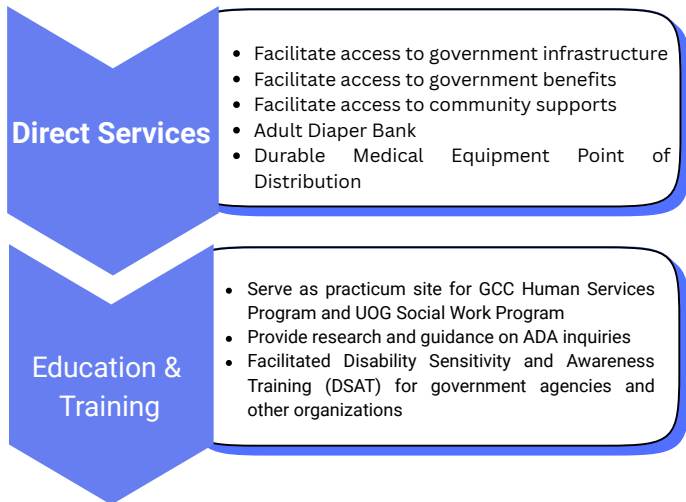 Direct Services
• Facilitate access to government infrastructure
• Facilitate access to government benefits
• Facilitate access to community supports
• Adult Diaper Bank
• Durable Medical Equipment Point of
Distribution
Education &
Training
• Serve as practicum site for GCC Human Services
Program and UOG Social Work Program
• Provide research and guidance on ADA inquiries
• Facilitated Disability Sensitivity and Awareness
Training (DSAT) for government agencies and
other organizations